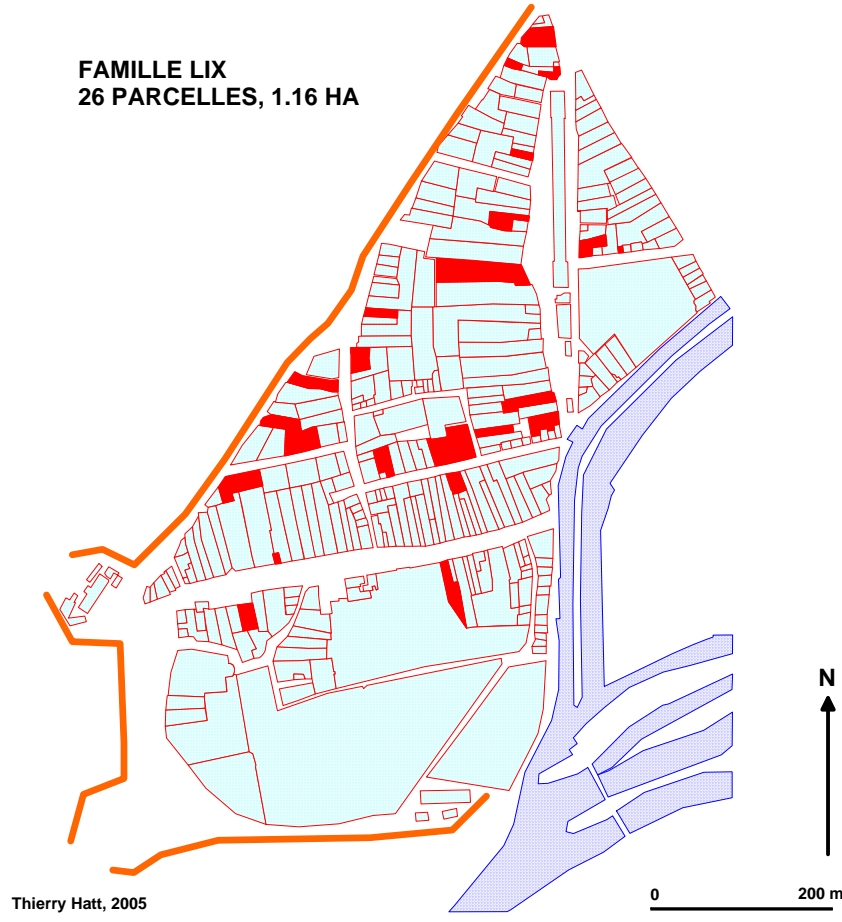 FAMILLE LIX
26 PARCELLES, 1.16 HA
N
Thierry Hatt, 2005
0 200 m